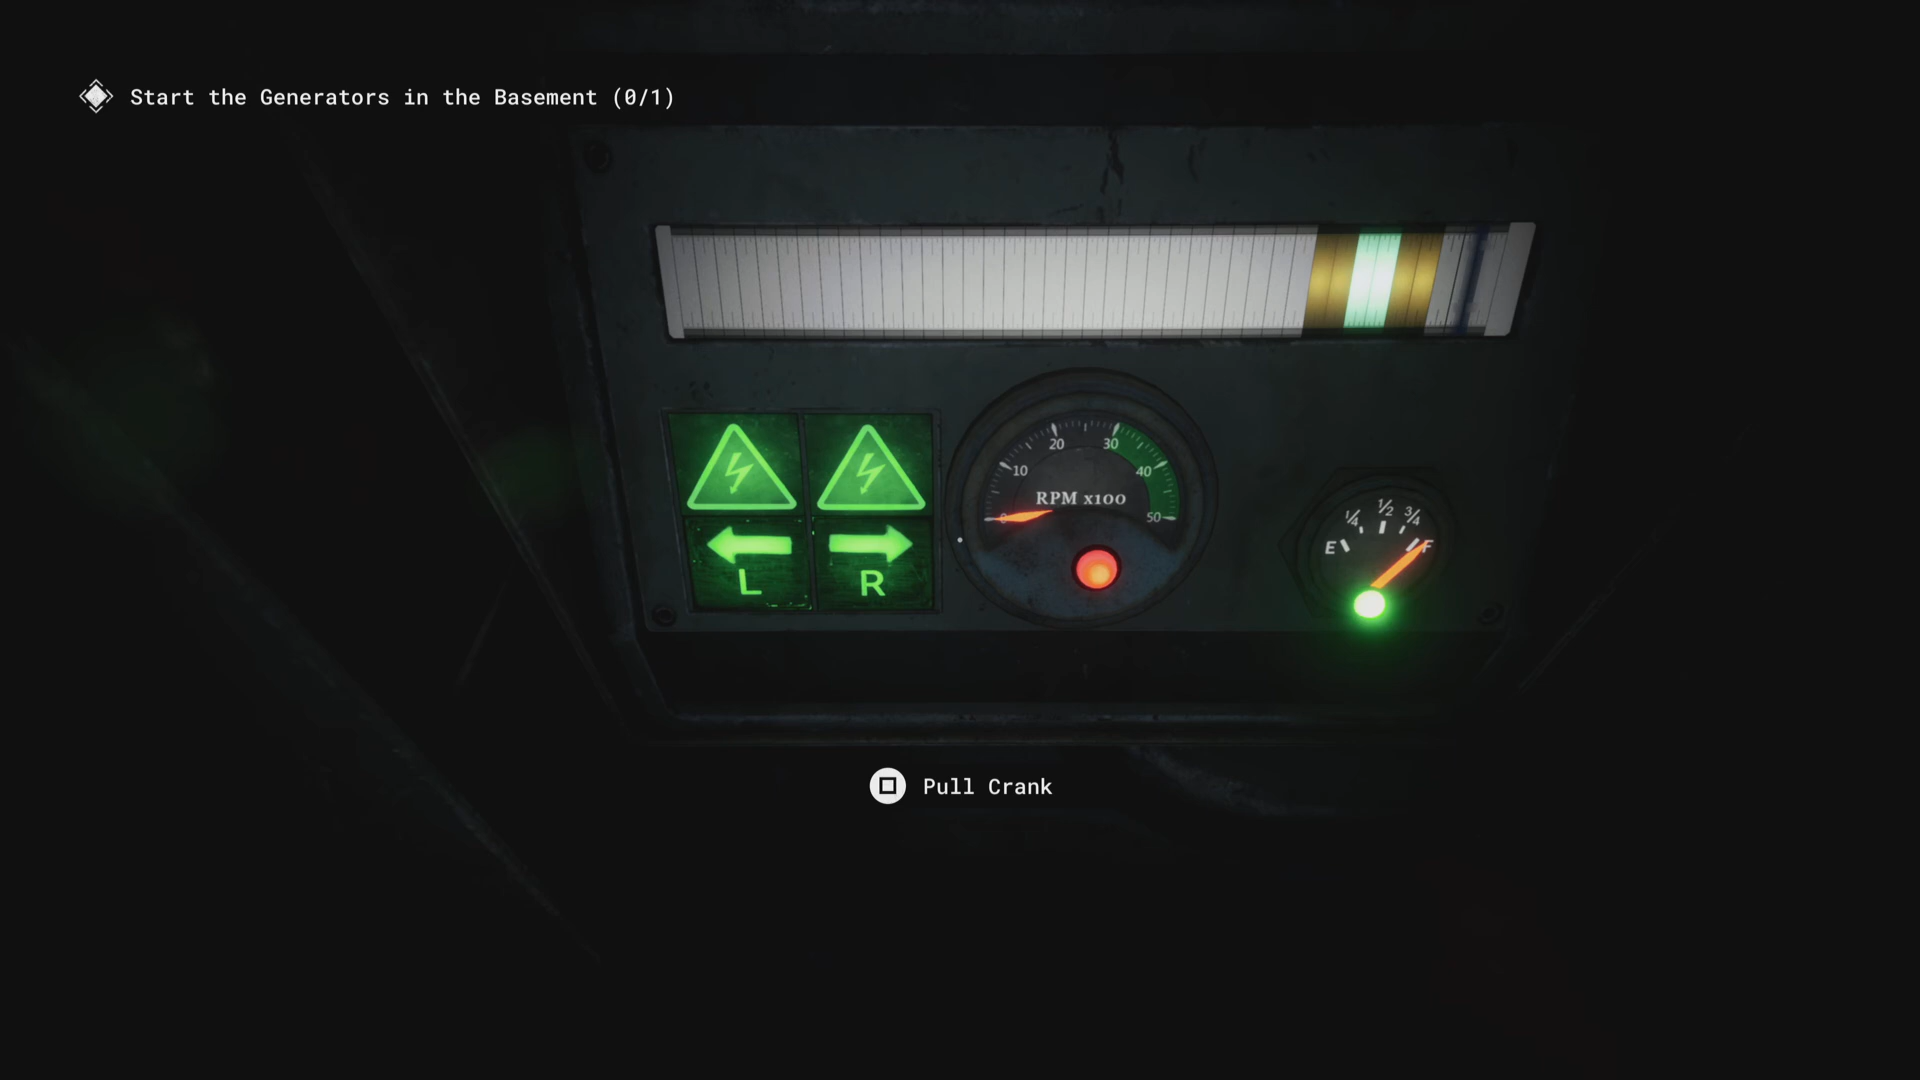 Start the Generators in the Basement (0/1)
0 10 20 30 40 50
RPM x100
E 1/4 1/2 3/4 F
L R
Pull Crank